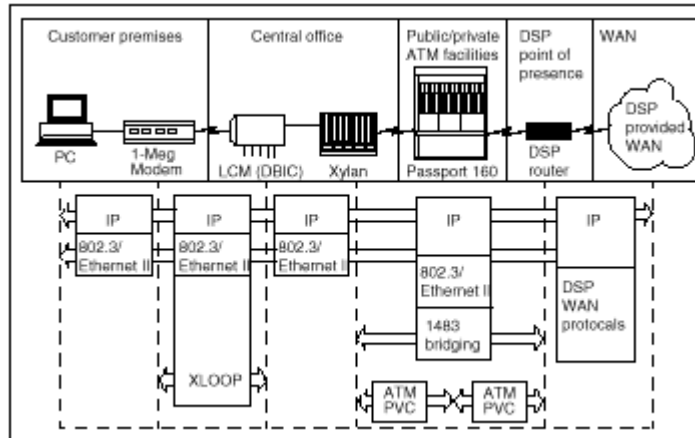 Customer premises
Central office
Public/private
ATM facilities
DSP
point of
presence
WAN
PC
1-Meg
Modem
LCM (DBIC)
Xylan
Passport 160
DSP
router
DSP
provided
WAN
IP
IP
IP
IP
IP
802.3/
Ethernet II
802.3/
Ethernet II
802.3/
Ethernet II
802.3/
Ethernet II
DSP
WAN
protocals
1483
bridging
XLOOP
ATM
PVC
ATM
PVC